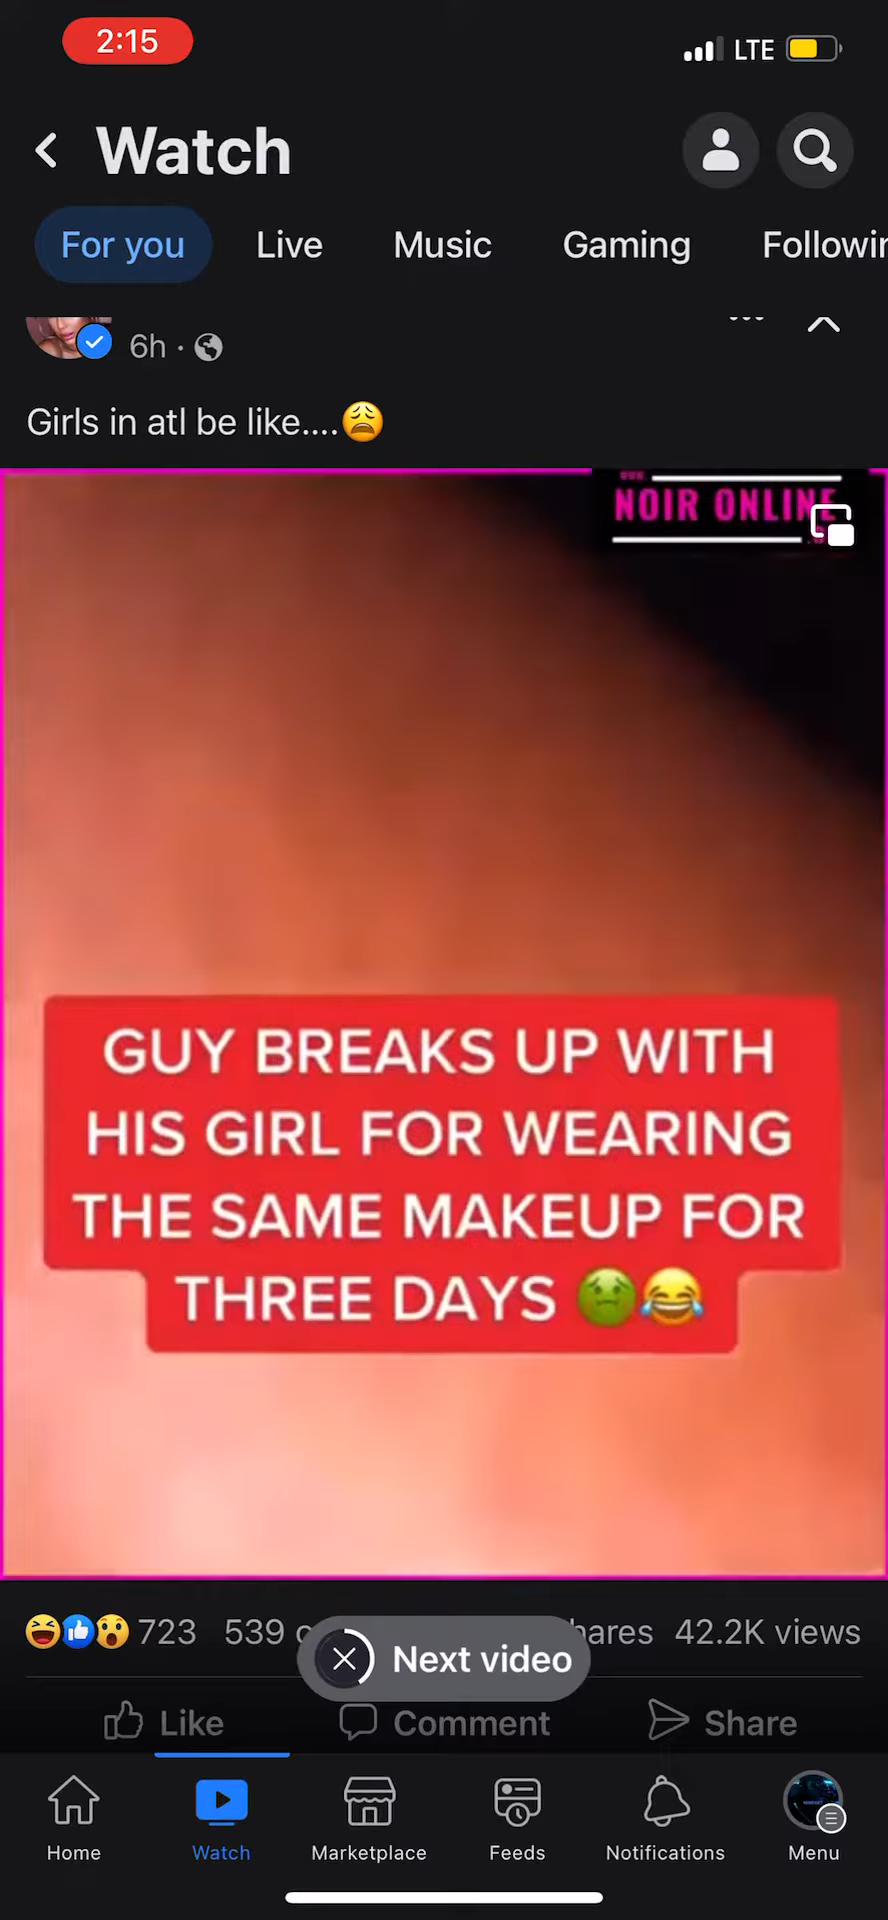 2:15
LTE
Watch
For you Live Music Gaming
6h ·
Girls in atl be like....😩
NOIR ONLINE
GUY BREAKS UP WITH
HIS GIRL FOR WEARING
THE SAME MAKEUP FOR
THREE DAYS 🤢😂
723 539 42.2K views
Next video
Like Comment Share
Home Watch Marketplace Feeds Notifications Menu